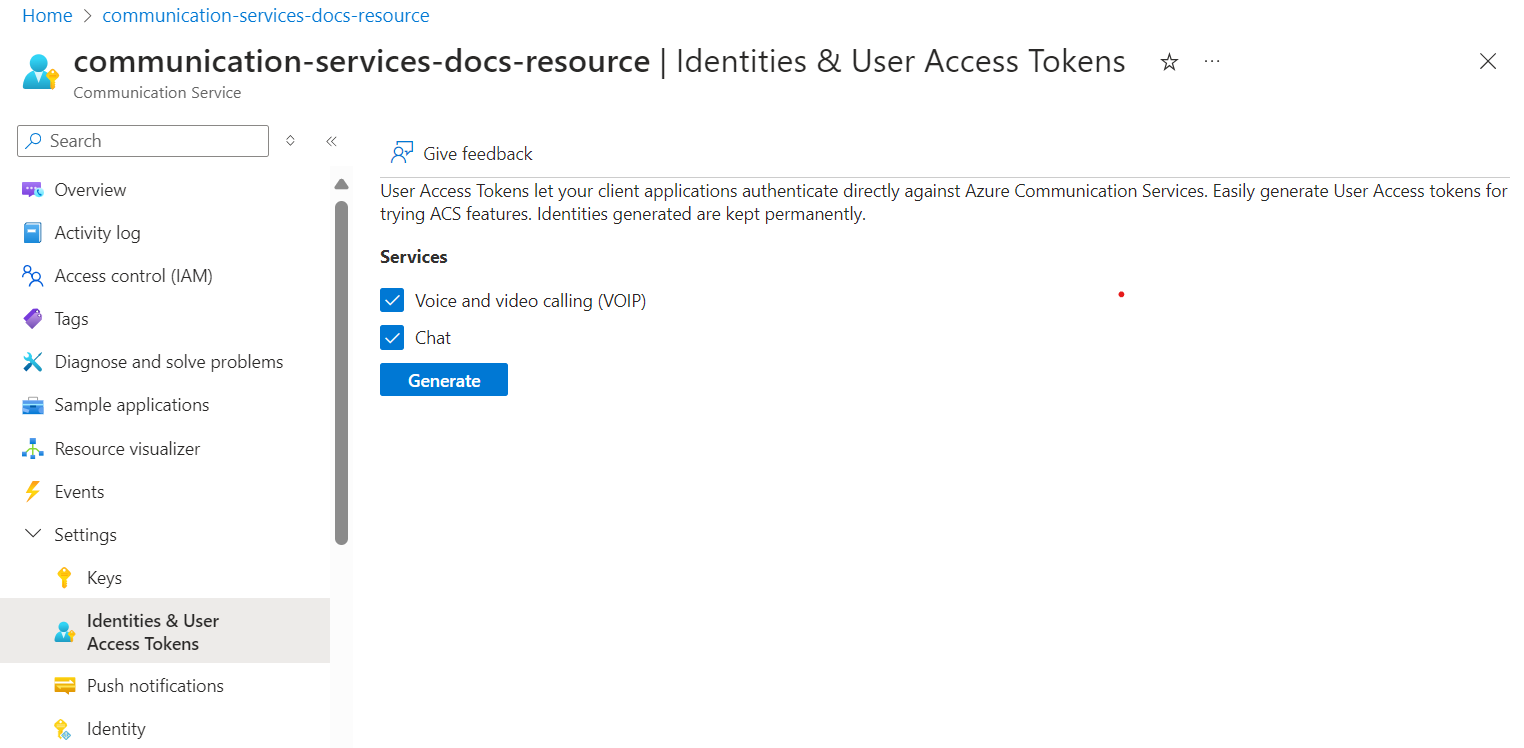 Home > communication-services-docs-resource
communication-services-docs-resource | Identities & User Access Tokens
Communication Service
Search
Give feedback
User Access Tokens let your client applications authenticate directly against Azure Communication Services. Easily generate User Access tokens for
trying ACS features. Identities generated are kept permanently.
Services
Voice and video calling (VOIP)
Chat
Generate
Overview
Activity log
Access control (IAM)
Tags
Diagnose and solve problems
Sample applications
Resource visualizer
Events
Settings
Keys
Identities & User
Access Tokens
Push notifications
Identity